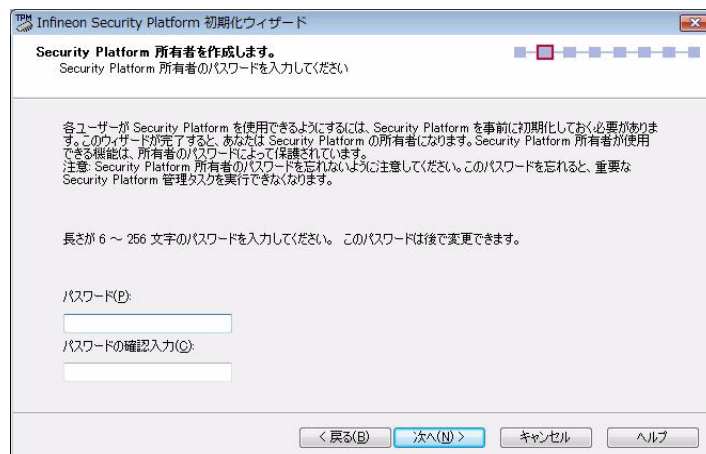 TPM
Infineon Security Platform 初期化ウィザード
Security Platform 所有者を作成します。
Security Platform 所有者のパスワードを入力してください
各ユーザーが Security Platform を使用できるようにするには、Security Platform を事前に初期化しておく必要がありま
す。このウィザードが完了すると、あなたは Security Platform の所有者になります。Security Platform 所有者が使用
できる機能は、所有者のパスワードによって保護されています。
注意: Security Platform 所有者のパスワードを忘れないように注意してください。このパスワードを忘れると、重要な
Security Platform 管理タスクを実行できなくなります。
長さが 6 ～ 256 文字のパスワードを入力してください。 このパスワードは後で変更できます。
パスワード(P):
パスワードの確認入力(C):
< 戻る(B) 次へ(N) > キャンセル ヘルプ